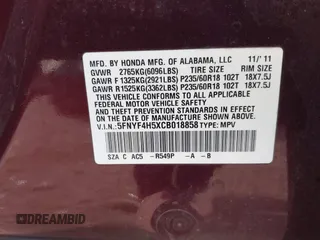 MFD. BY HONDA MFG. OF ALABAMA, LLC 11/'11
GVWR 2765KG(6096LBS) TIRE SIZE RIM SIZE
GAWR F 1325KG(2921LBS) P235/60R18 102T 18X7.5J
GAWR R 1525KG(3362LBS) P235/60R18 102T 18X7.5J
THIS VEHICLE CONFORMS TO ALL APPLICABLE
FEDERAL MOTOR VEHICLE SAFETY AND THEFT
PREVENTION STANDARDS IN EFFECT ON THE DATE
OF MANUFACTURE SHOWN ABOVE.
V.I.N.: 5FNYF4H5XCB018858 TYPE: MPV
SZA C AC5 -R549P -A -B
DREAMBID